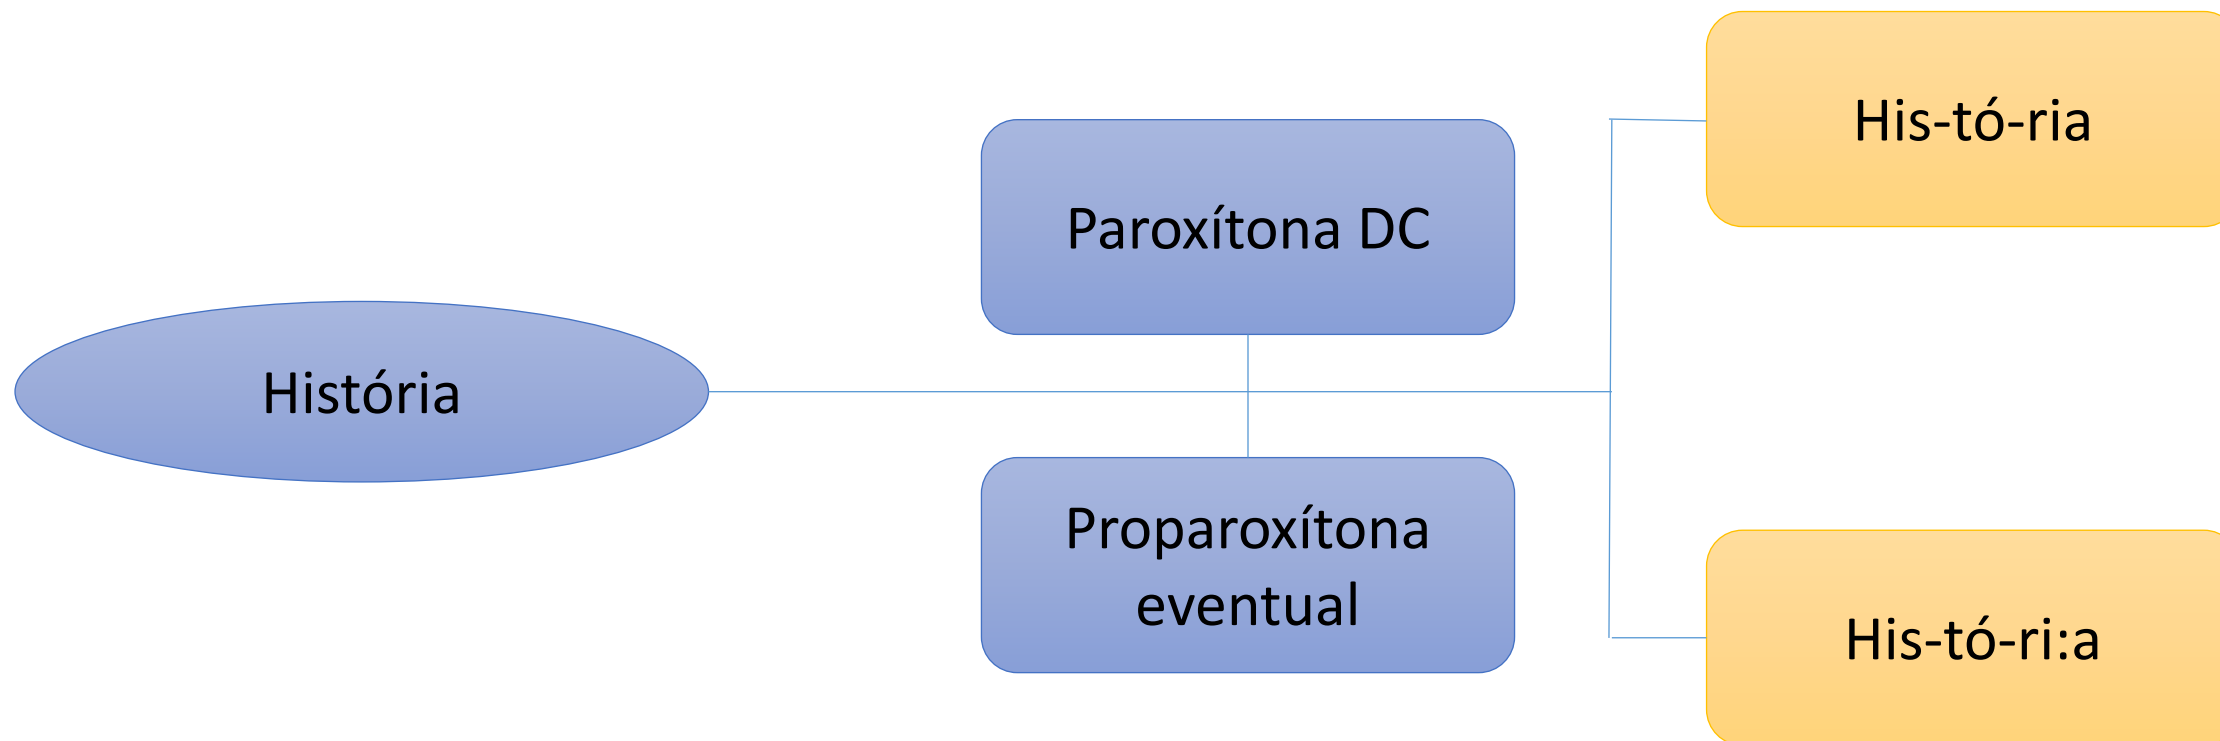 História
Paroxítona DC
Proparoxítona
eventual
His-tó-ria
His-tó-ri:a